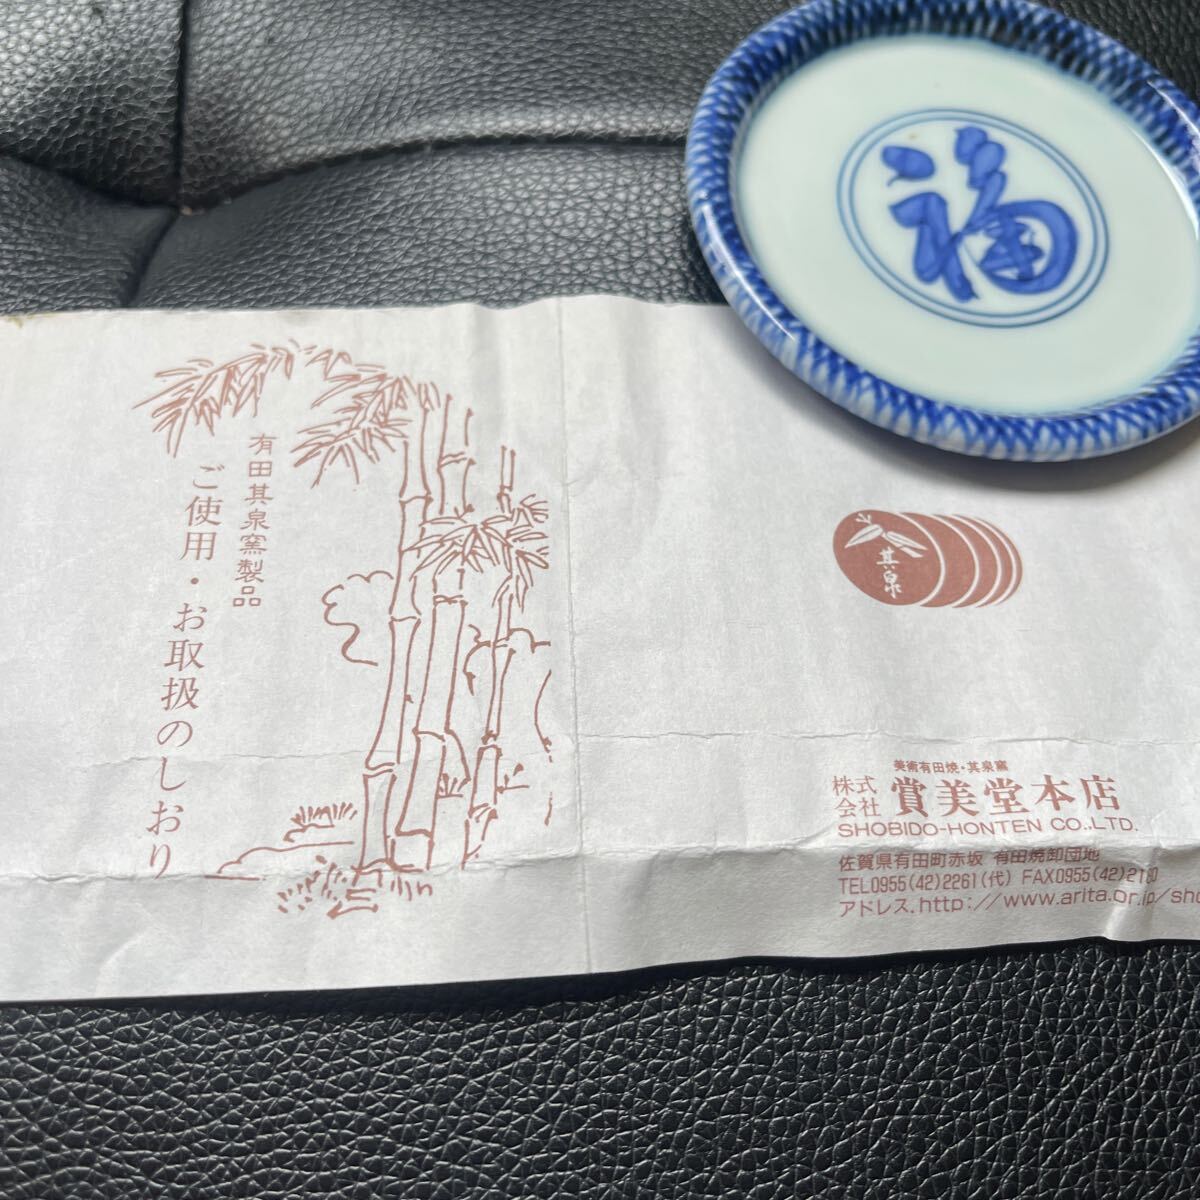 福
有田其泉窯製品
ご使用・お取扱のしおり
其泉
美術有田焼・其泉窯
株式会社 賞美堂本店
SHOBIDO-HONTEN CO.,LTD.
佐賀県有田町赤坂 有田焼卸団地
TEL0955(42)2261(代) FAX0955(42)2180
アドレス.http://www.arita.or.jp/sho